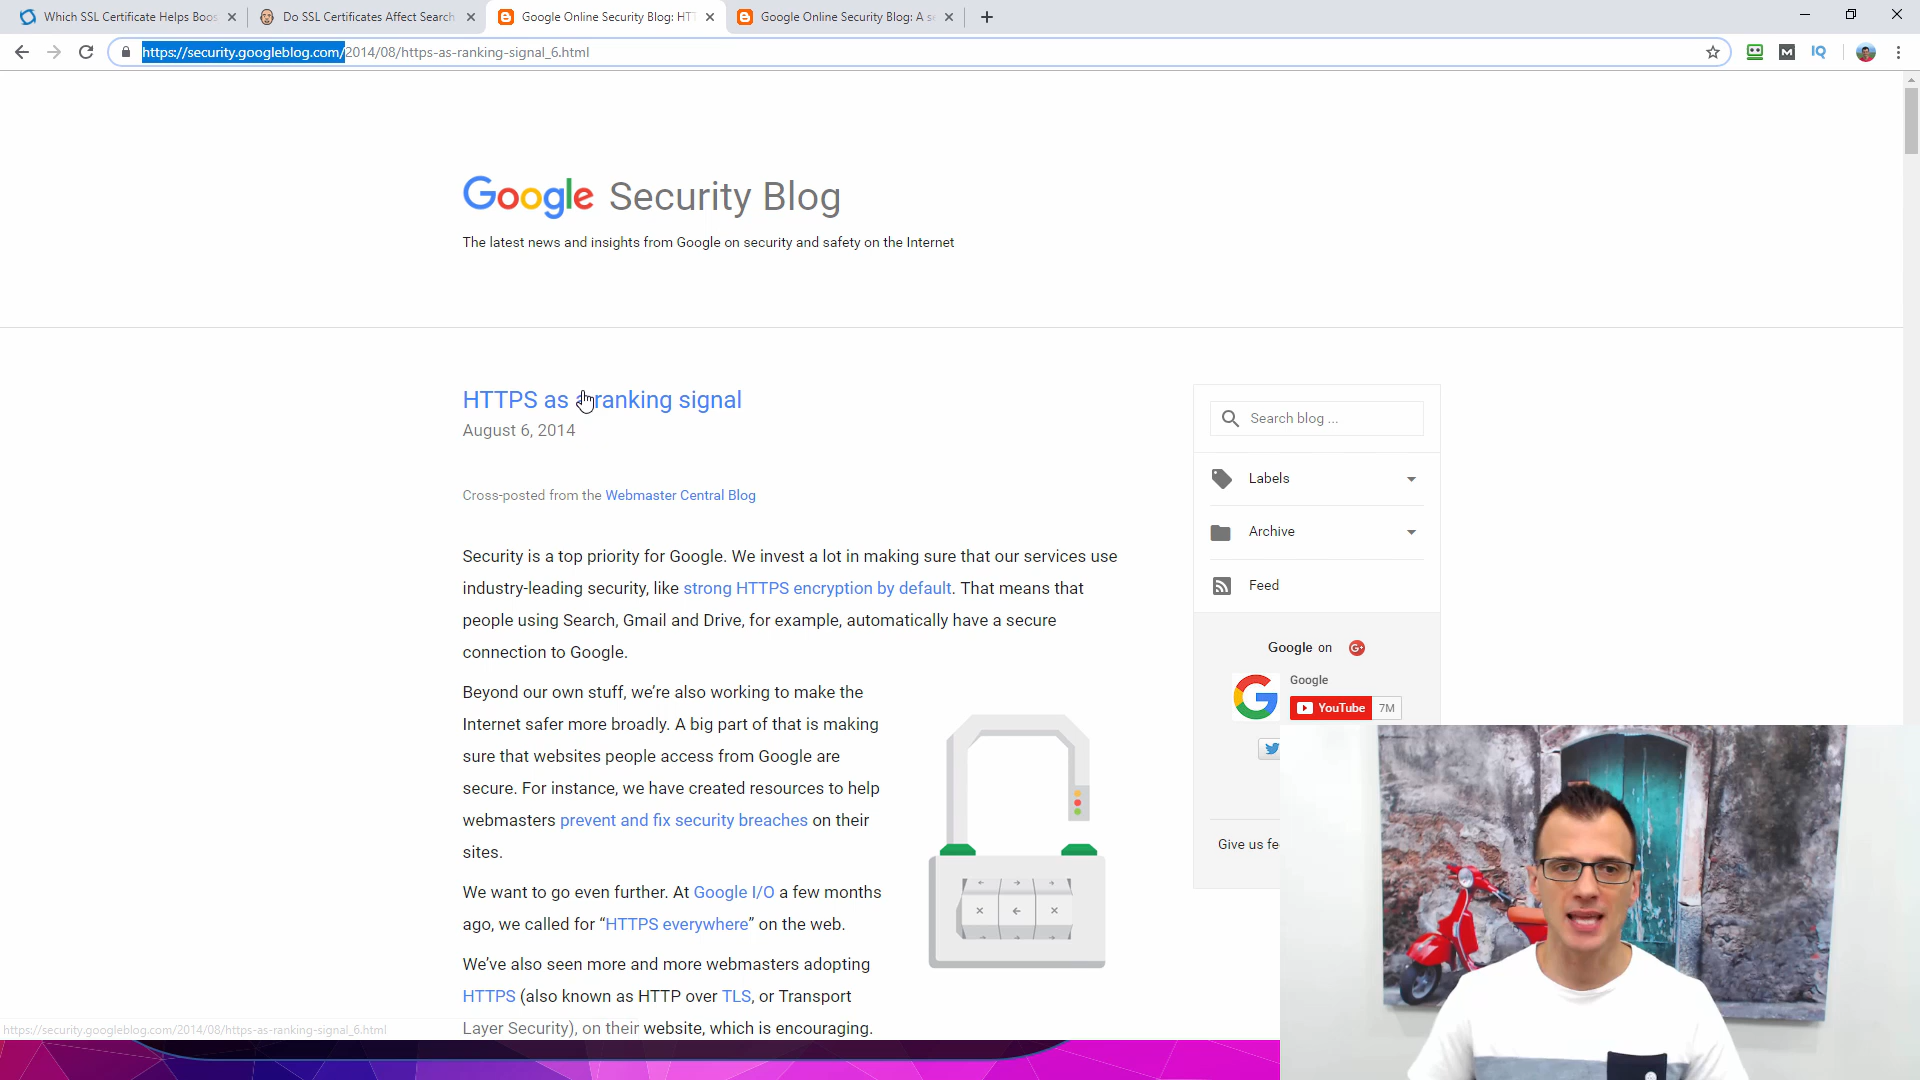 Which SSL Certificate Helps Boos
Do SSL Certificates Affect Search
Google Online Security Blog: HT
Google Online Security Blog: A s
https://security.googleblog.com/2014/08/https-as-ranking-signal_6.html
M
IQ
Google Security Blog
The latest news and insights from Google on security and safety on the Internet
HTTPS as a ranking signal
August 6, 2014
Cross-posted from the Webmaster Central Blog
Security is a top priority for Google. We invest a lot in making sure that our services use
industry-leading security, like strong HTTPS encryption by default. That means that
people using Search, Gmail and Drive, for example, automatically have a secure
connection to Google.
Beyond our own stuff, we’re also working to make the
Internet safer more broadly. A big part of that is making
sure that websites people access from Google are
secure. For instance, we have created resources to help
webmasters prevent and fix security breaches on their
sites.
We want to go even further. At Google I/O a few months
ago, we called for “HTTPS everywhere” on the web.
We’ve also seen more and more webmasters adopting
HTTPS (also known as HTTP over TLS, or Transport
Layer Security), on their website, which is encouraging.
Search blog ...
Labels
Archive
Feed
Google on G+
Google
YouTube 7M
Give us fe
https://security.googleblog.com/2014/08/https-as-ranking-signal_6.html